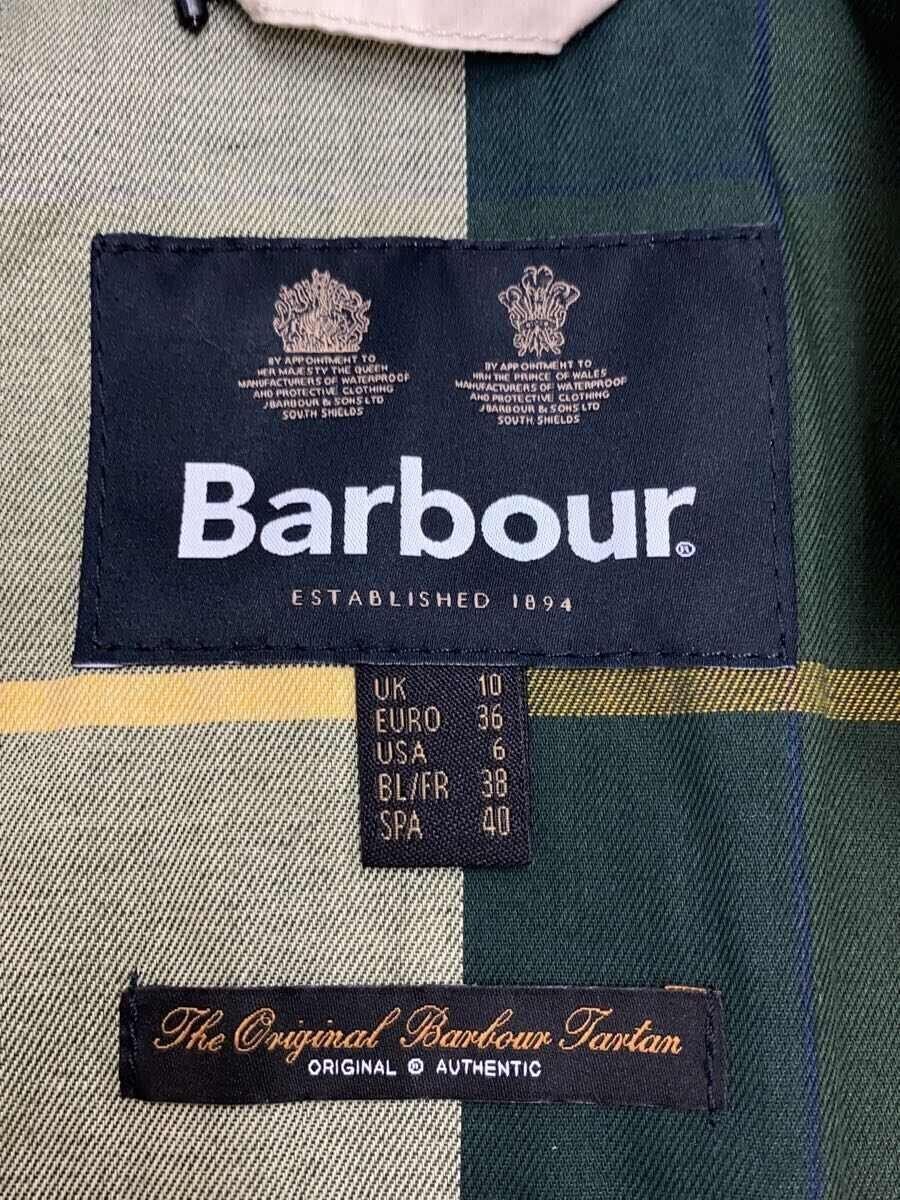 BY APPOINTMENT TO
HER MAJESTY THE QUEEN
MANUFACTURERS OF WATERPROOF
AND PROTECTIVE CLOTHING
J BARBOUR & SONS LTD
SOUTH SHIELDS
BY APPOINTMENT TO
HRH THE PRINCE OF WALES
MANUFACTURERS OF WATERPROOF
AND PROTECTIVE CLOTHING
J BARBOUR & SONS LTD
SOUTH SHIELDS
Barbour®
ESTABLISHED 1894
UK 10
EURO 36
USA 6
BL/FR 38
SPA 40
The Original Barbour Tartan
ORIGINAL ® AUTHENTIC